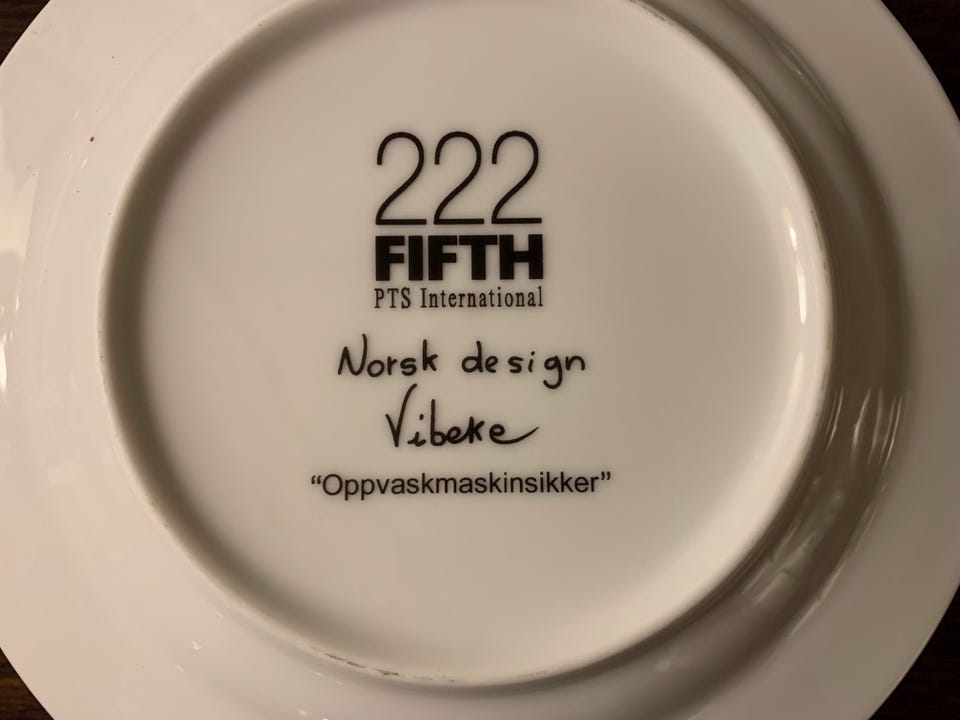 222
FIFTH
PTS International
Norsk design
Vibeke
“Oppvaskmaskinsikker”